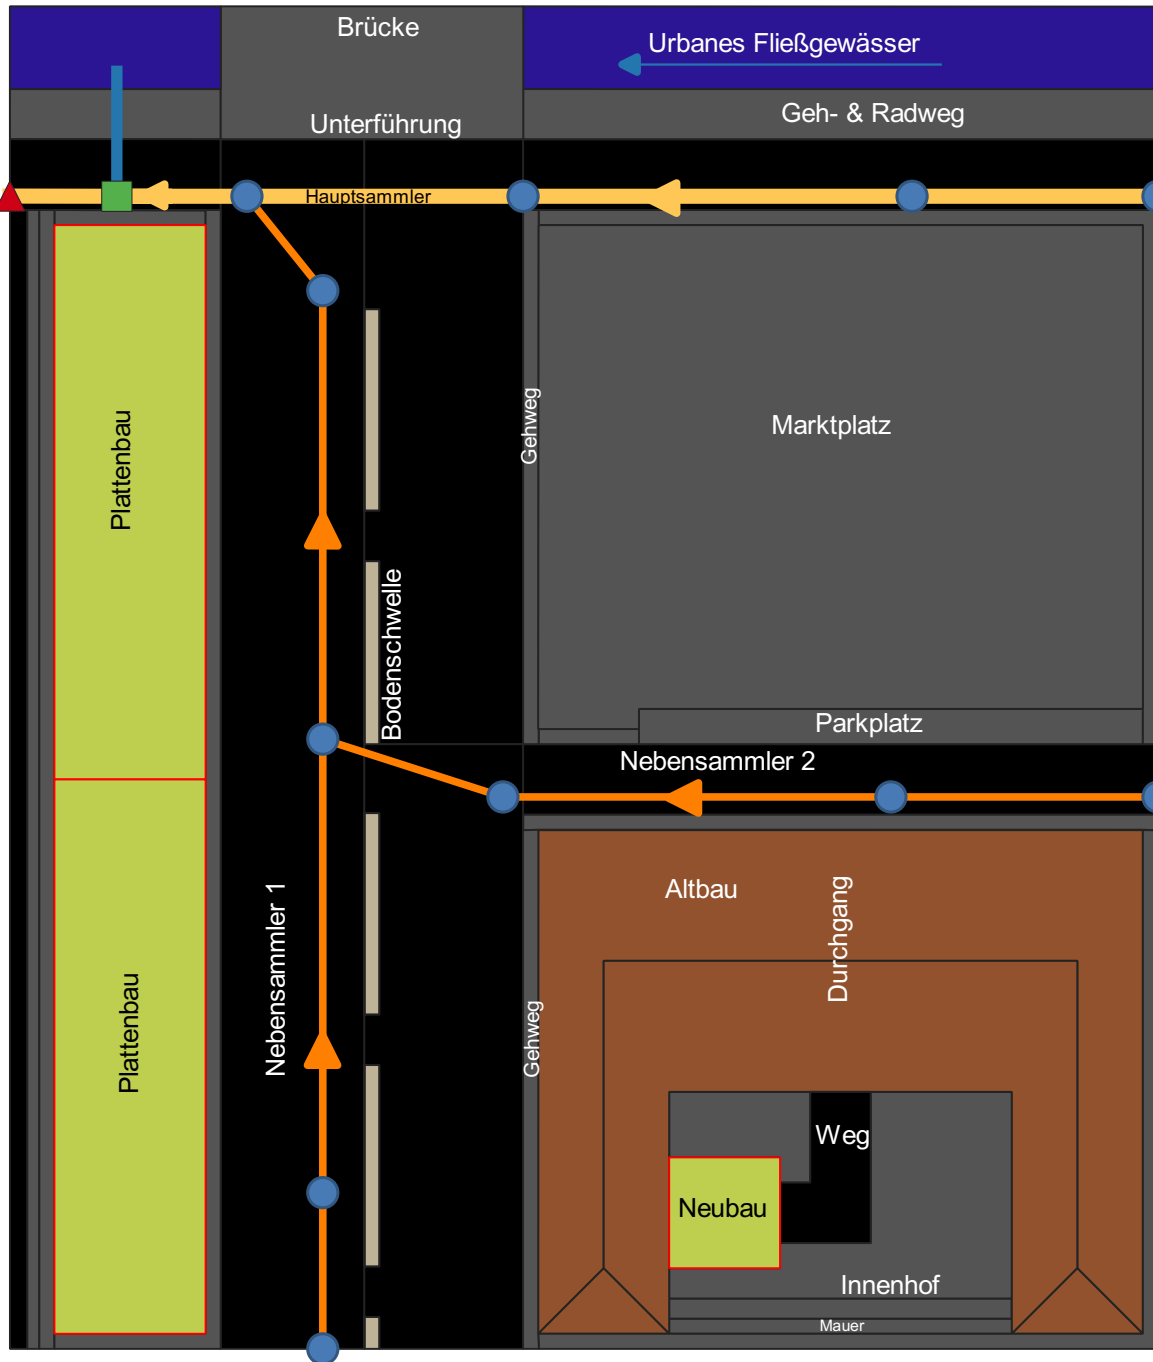 Brücke
Urbanes Fließgewässer
Geh- & Radweg
Unterführung
Hauptsammler
Plattenbau
Gehweg
Marktplatz
Bodenschwelle
Parkplatz
Nebensammler 2
Nebensammler 1
Altbau
Durchgang
Plattenbau
Gehweg
Weg
Neubau
Innenhof
Mauer